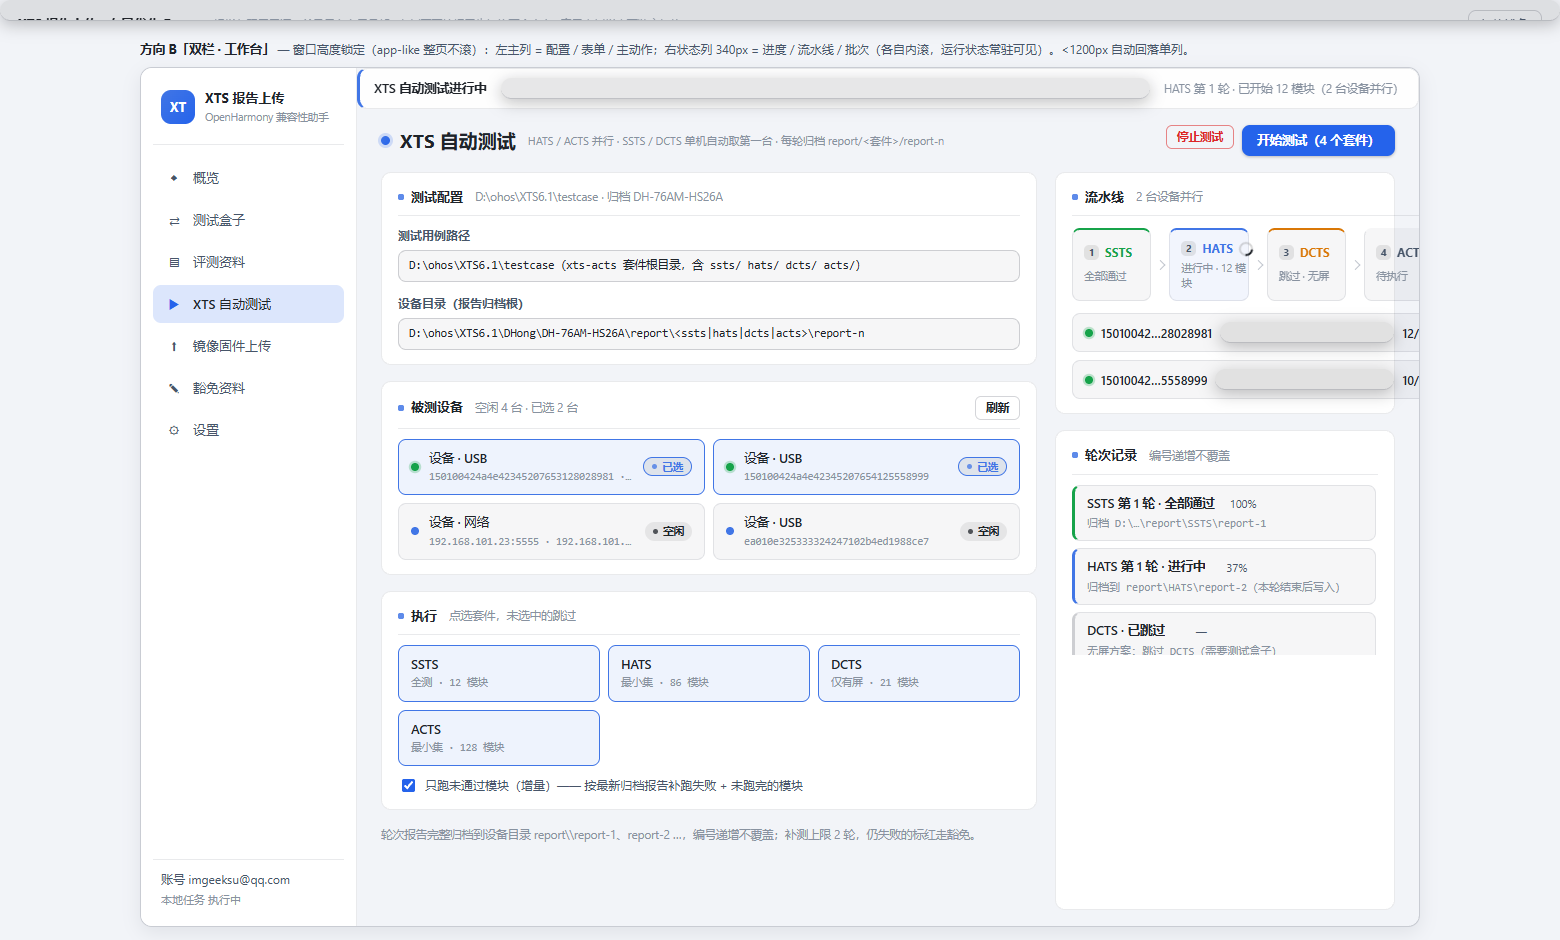 方向 B「双栏 · 工作台」 — 窗口高度锁定（app-like 整页不滚）：左主列 = 配置 / 表单 / 主动作；右状态列 340px = 进度 / 流水线 / 批次（各自内滚，运行状态常驻可见）。<1200px 自动回落单列。
XT
XTS 报告上传
OpenHarmony 兼容性助手
概览
测试盒子
评测资料
XTS 自动测试
镜像固件上传
豁免资料
设置
账号 imgeeksu@qq.com
本地任务 执行中
XTS 自动测试进行中
HATS 第 1 轮 · 已开始 12 模块（2 台设备并行）
XTS 自动测试
HATS / ACTS 并行 · SSTS / DCTS 单机自动取第一台 · 每轮归档 report/<套件>/report-n
停止测试
开始测试（4 个套件）
测试配置
D:\ohos\XTS6.1\testcase · 归档 DH-76AM-HS26A
测试用例路径
D:\ohos\XTS6.1\testcase（xts-acts 套件根目录，含 ssts/ hats/ dcts/ acts/）
设备目录（报告归档根）
D:\ohos\XTS6.1\DHong\DH-76AM-HS26A\report\<ssts|hats|dcts|acts>\report-n
被测设备
空闲 4 台 · 已选 2 台
刷新
设备 · USB
150100424a4e42345207653128028981 ·…
已选
设备 · USB
150100424a4e42345207654125558999
已选
设备 · 网络
192.168.101.23:5555 · 192.168.101.…
空闲
设备 · USB
ea010e325333324247102b4ed1988ce7
空闲
执行
点选套件，未选中的跳过
SSTS
全测 · 12 模块
HATS
最小集 · 86 模块
DCTS
仅有屏 · 21 模块
ACTS
最小集 · 128 模块
只跑未通过模块（增量）—— 按最新归档报告补跑失败 + 未跑完的模块
轮次报告完整归档到设备目录 report\\report-1、report-2 …，编号递增不覆盖；补测上限 2 轮，仍失败的标红走豁免。
流水线
2 台设备并行
1 SSTS
全部通过
2 HATS
进行中 · 12 模块
3 DCTS
跳过 · 无屏
4 ACT
待执行
15010042…28028981
12/
15010042…5558999
10/
轮次记录
编号递增不覆盖
SSTS 第 1 轮 · 全部通过 100%
归档 D:\…\report\SSTS\report-1
HATS 第 1 轮 · 进行中 37%
归档到 report\HATS\report-2（本轮结束后写入）
DCTS · 已跳过 —
无屏方案：跳过 DCTS（需要测试盒子）